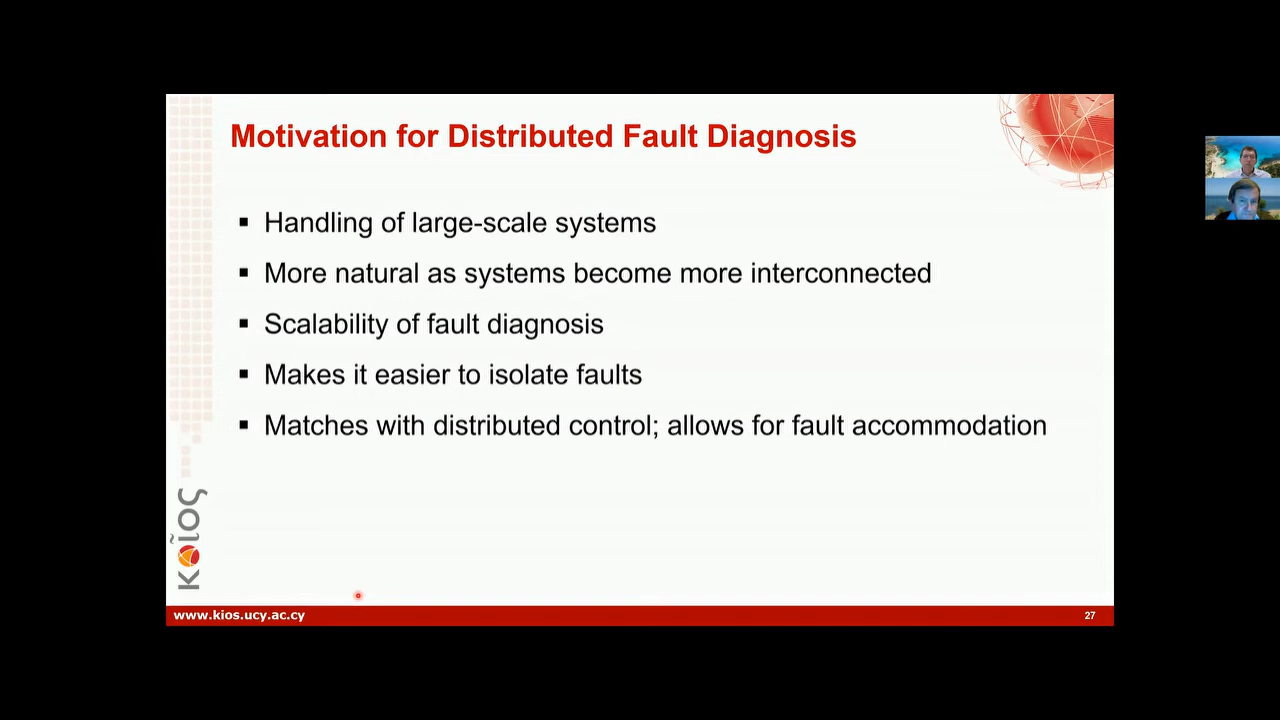 Motivation for Distributed Fault Diagnosis
▪ Handling of large-scale systems
▪ More natural as systems become more interconnected
▪ Scalability of fault diagnosis
▪ Makes it easier to isolate faults
▪ Matches with distributed control; allows for fault accommodation
κοῖος
www.kios.ucy.ac.cy
27